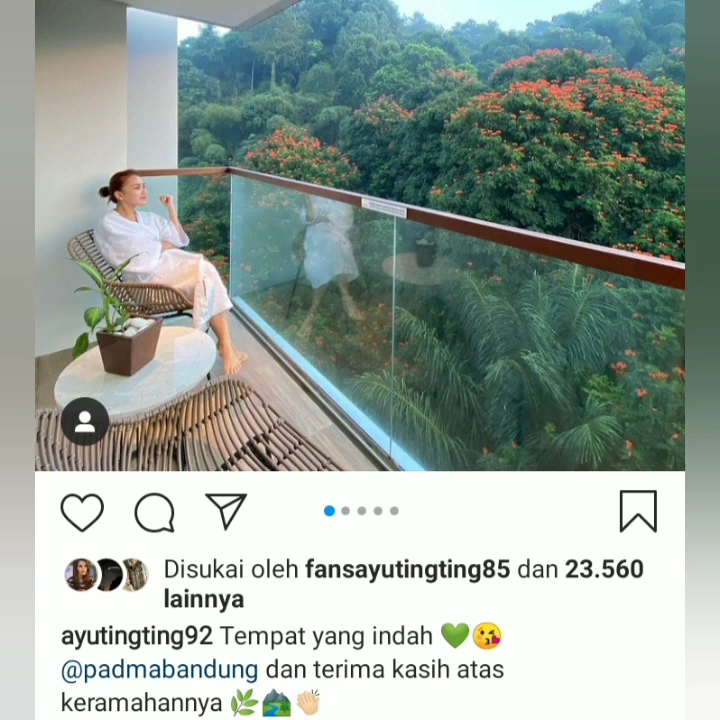 Disukai oleh fansayutingting85 dan 23.560
lainnya
ayutingting92 Tempat yang indah 💚😘
@padmabandung dan terima kasih atas
keramahannya 🌿🏞️👏🏻